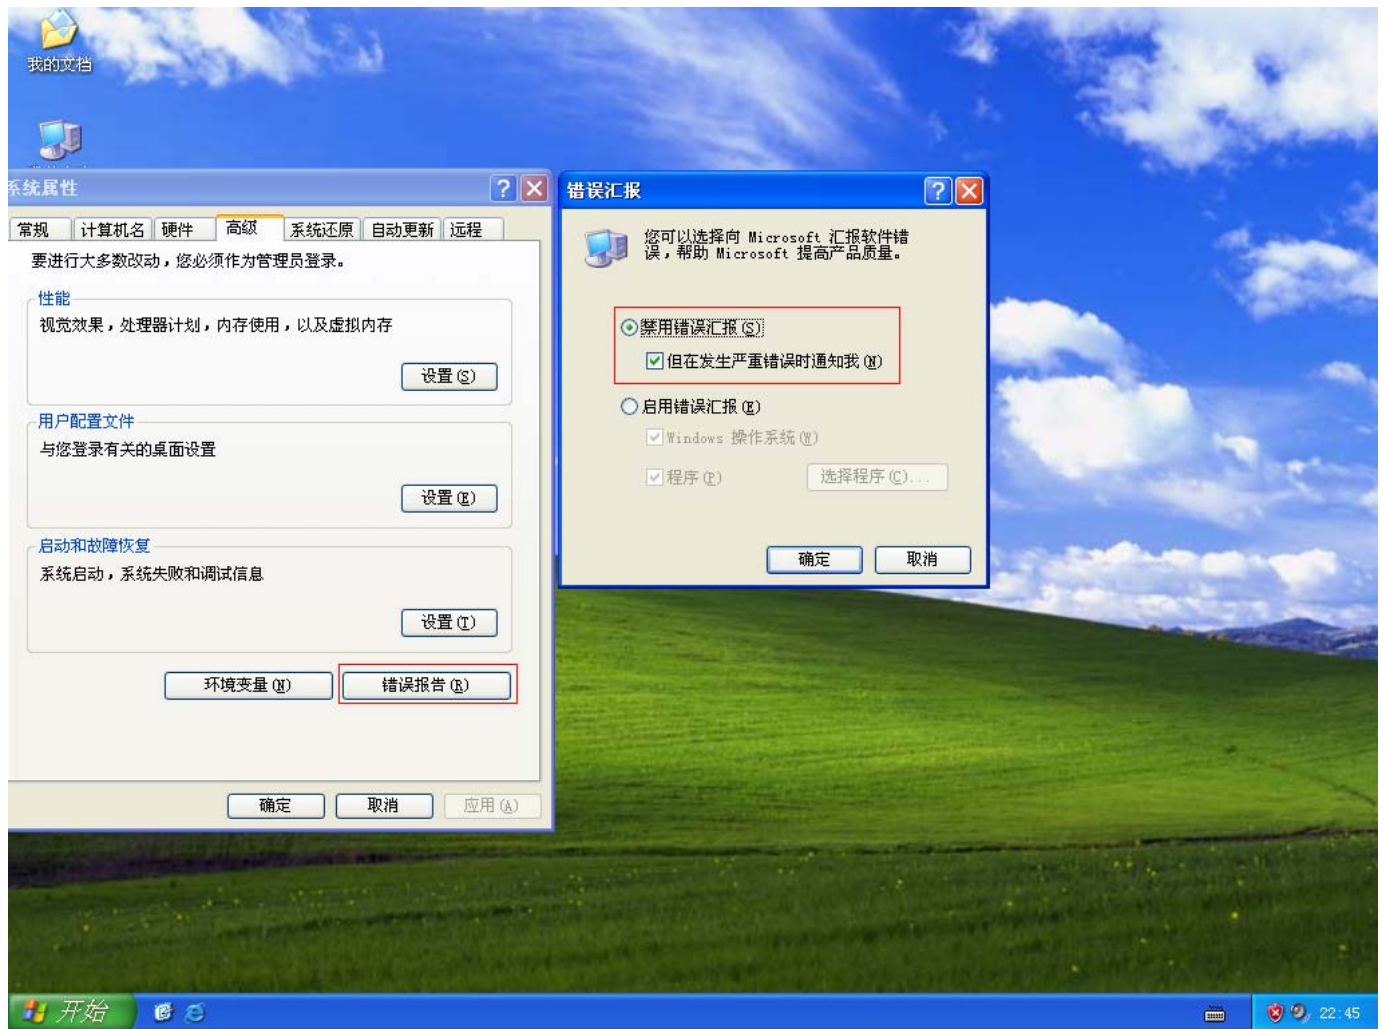 我的文档
系统属性
常规 计算机名 硬件 高级 系统还原 自动更新 远程
要进行大多数改动，您必须作为管理员登录。
性能
视觉效果，处理器计划，内存使用，以及虚拟内存
设置(S)
用户配置文件
与您登录有关的桌面设置
设置(E)
启动和故障恢复
系统启动，系统失败和调试信息
设置(T)
环境变量(N) 错误报告(R)
确定 取消 应用(A)
错误汇报
您可以选择向 Microsoft 汇报软件错
误，帮助 Microsoft 提高产品质量。
禁用错误汇报(S)
但在发生严重错误时通知我(N)
启用错误汇报(E)
Windows 操作系统(W)
程序(P) 选择程序(C)...
确定 取消
开始 22:45